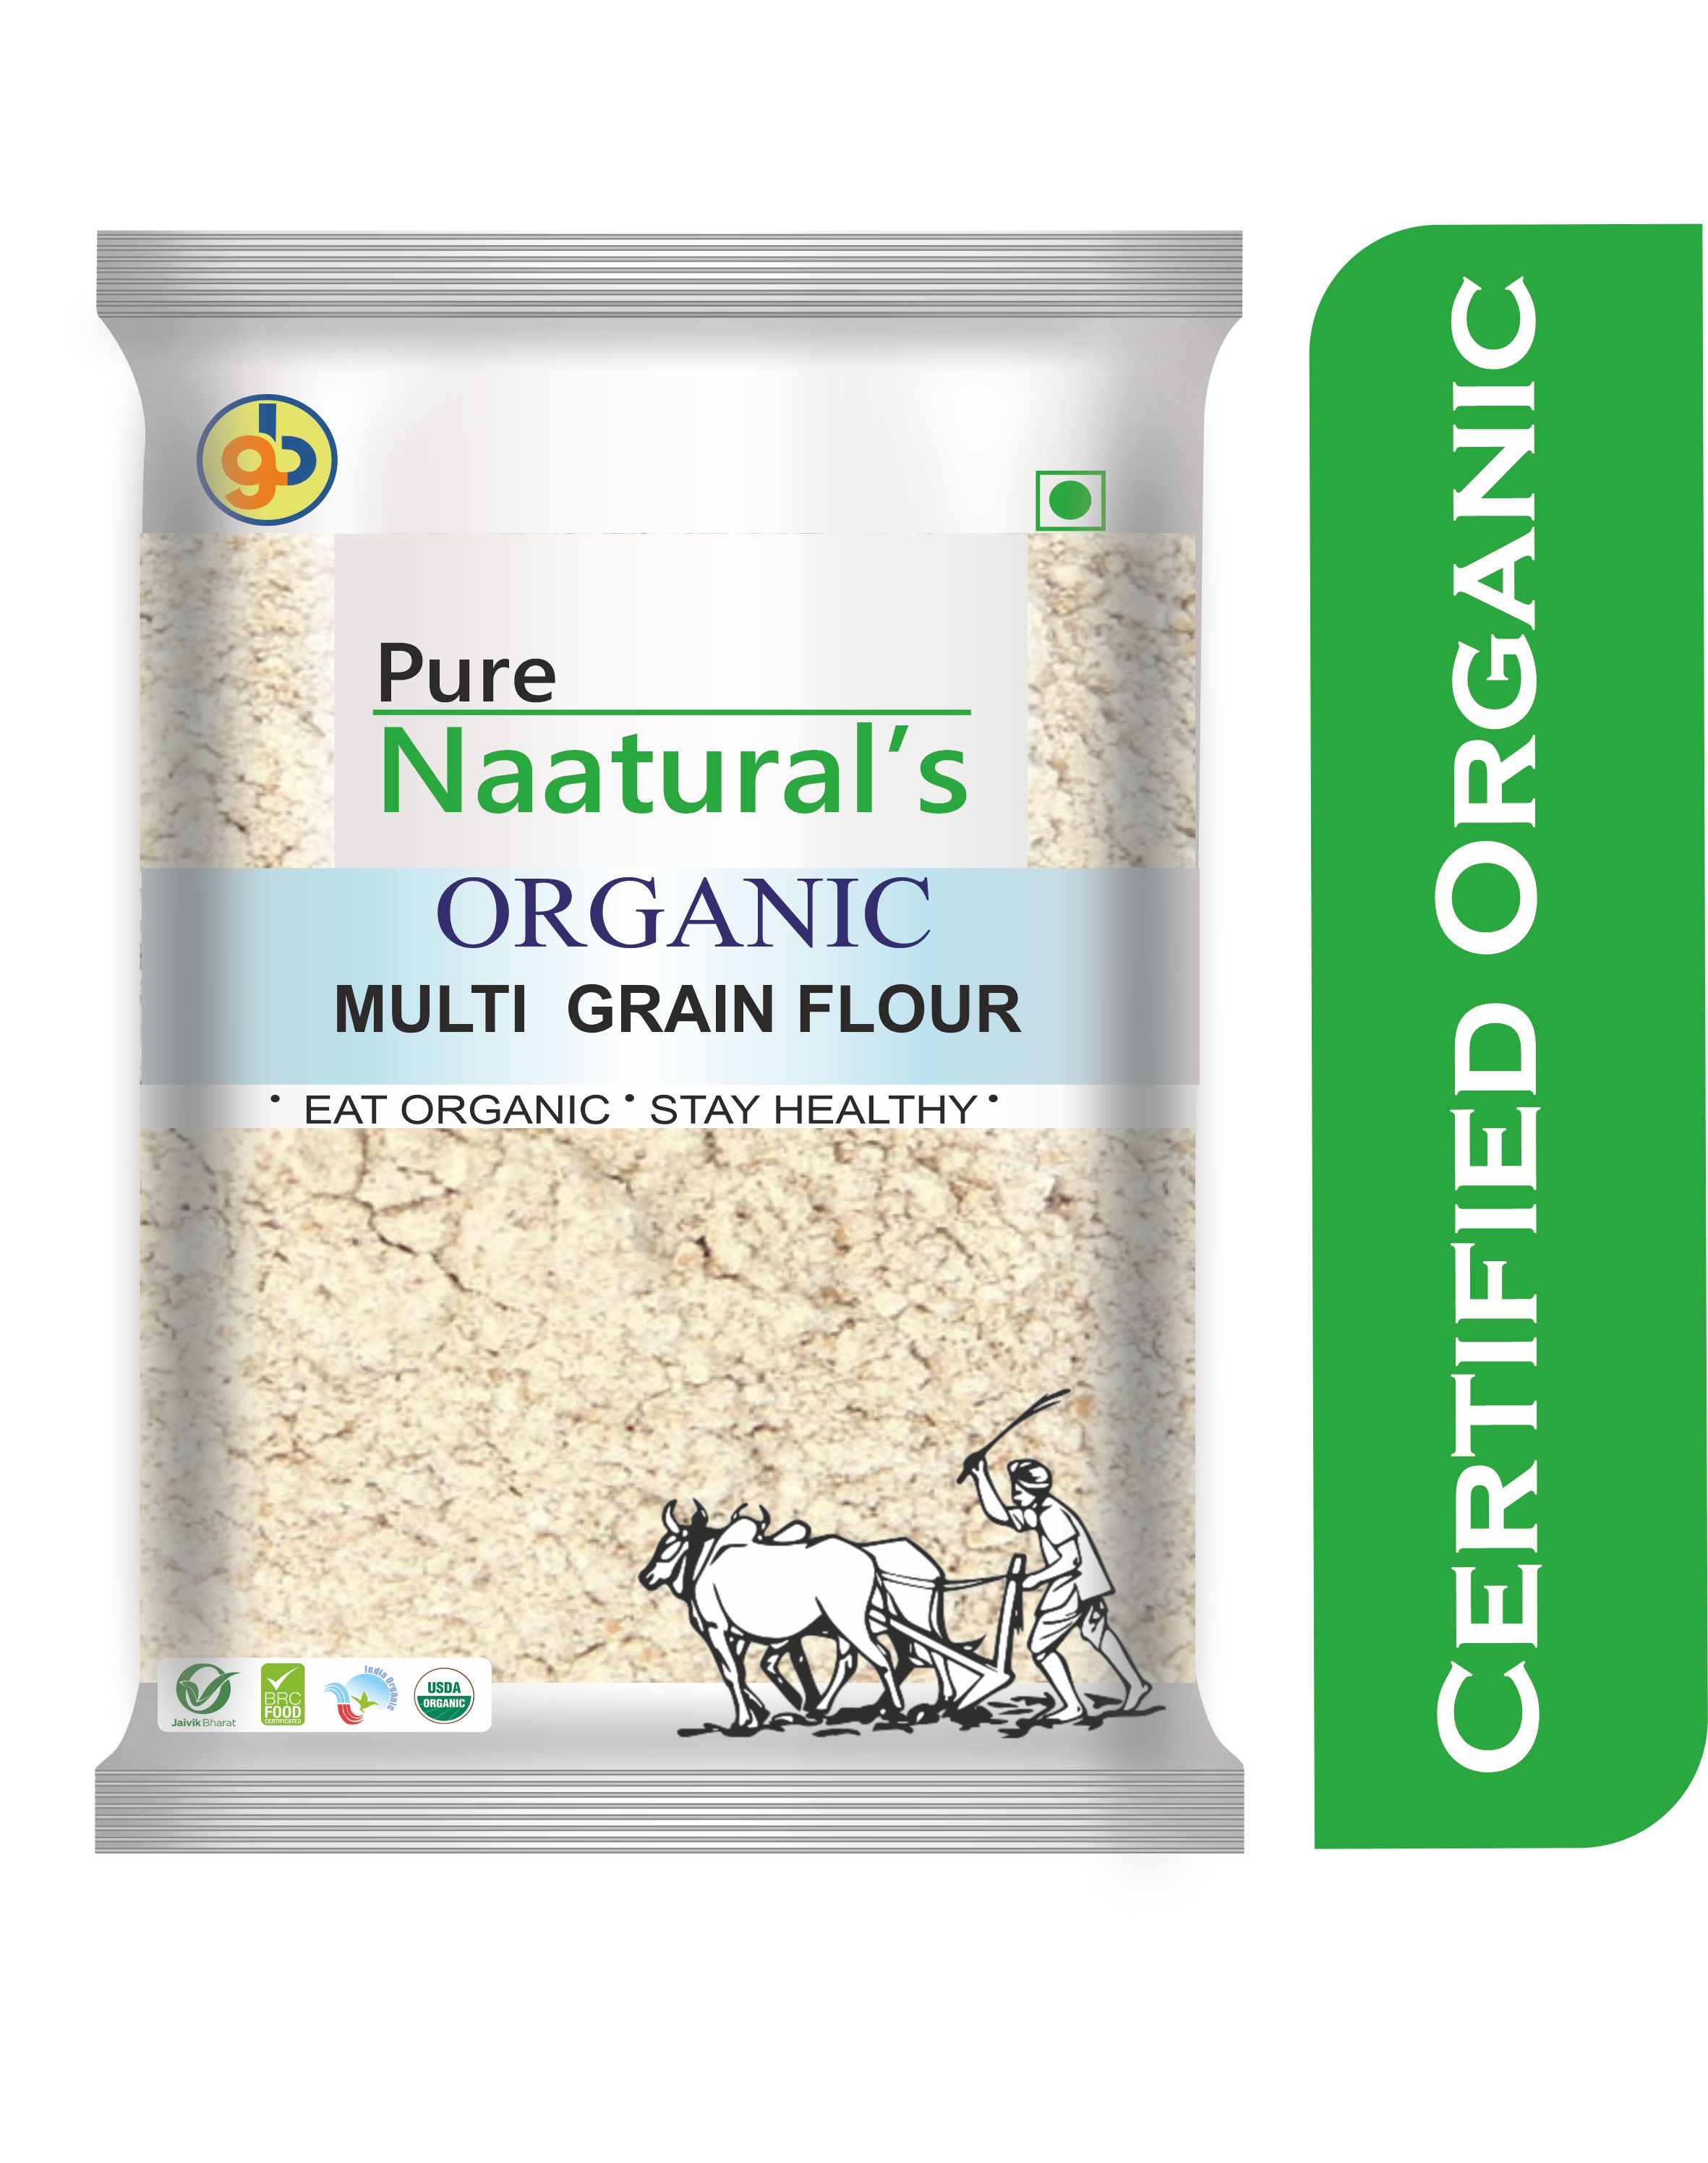 gb
Pure
Naatural's
ORGANIC
MULTI GRAIN FLOUR
• EAT ORGANIC • STAY HEALTHY •
Jaivik Bharat
BRC
FOOD
CERTIFICATED
India Organic
USDA
ORGANIC
CERTIFIED ORGANIC